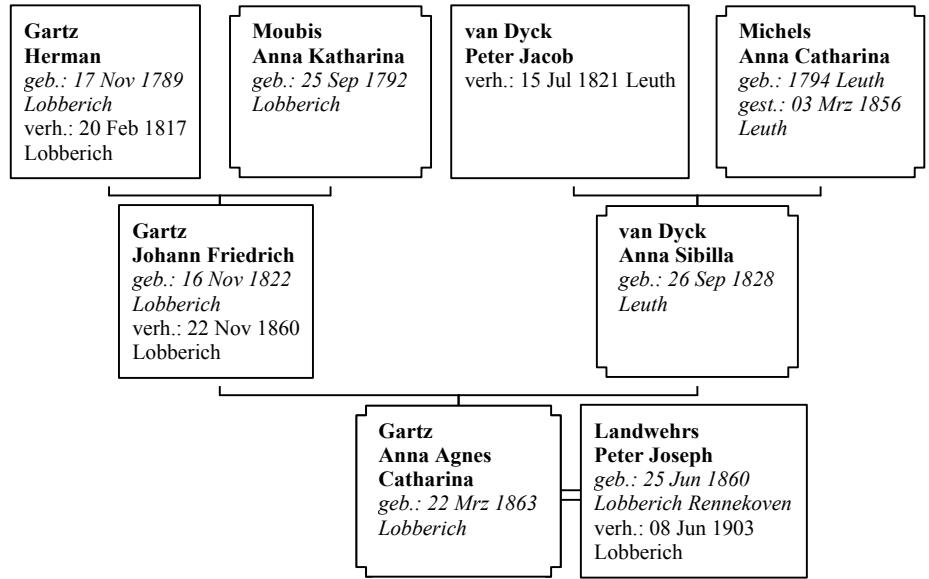 Gartz
Herman
geb.: 17 Nov 1789
Lobberich
verh.: 20 Feb 1817
Lobberich
Moubis
Anna Katharina
geb.: 25 Sep 1792
Lobberich
van Dyck
Peter Jacob
verh.: 15 Jul 1821 Leuth
Michels
Anna Catharina
geb.: 1794 Leuth
gest.: 03 Mrz 1856
Leuth
Gartz
Johann Friedrich
geb.: 16 Nov 1822
Lobberich
verh.: 22 Nov 1860
Lobberich
van Dyck
Anna Sibilla
geb.: 26 Sep 1828
Leuth
Gartz
Anna Agnes
Catharina
geb.: 22 Mrz 1863
Lobberich
Landwehrs
Peter Joseph
geb.: 25 Jun 1860
Lobberich Rennekoven
verh.: 08 Jun 1903
Lobberich